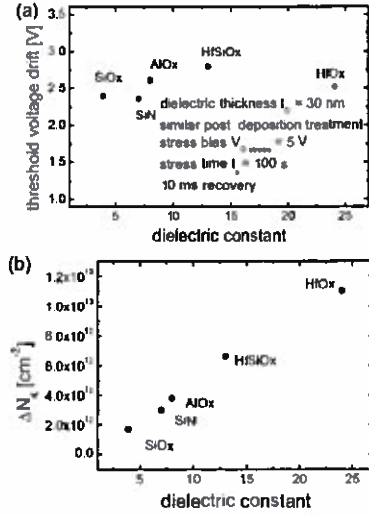 (a)
threshold voltage drift [V]
3.5
3.0
2.5
2.0
1.5
1.0
SiOx
SiN
AlOx
HfSiOx
HfOx
dielectric thickness t = 30 nm
similar post deposition treatment
stress bias V 5 V
stress time t 100 s
10 ms recovery
5
10
15
20
25
dielectric constant
(b)
ΔN [cm⁻²]
1.2x10¹³
1.0x10¹³
8.0x10¹²
6.0x10¹²
4.0x10¹²
2.0x10¹²
0.0
SiOx
SiN
AlOx
HfSiOx
HfOx
5
10
15
20
25
dielectric constant